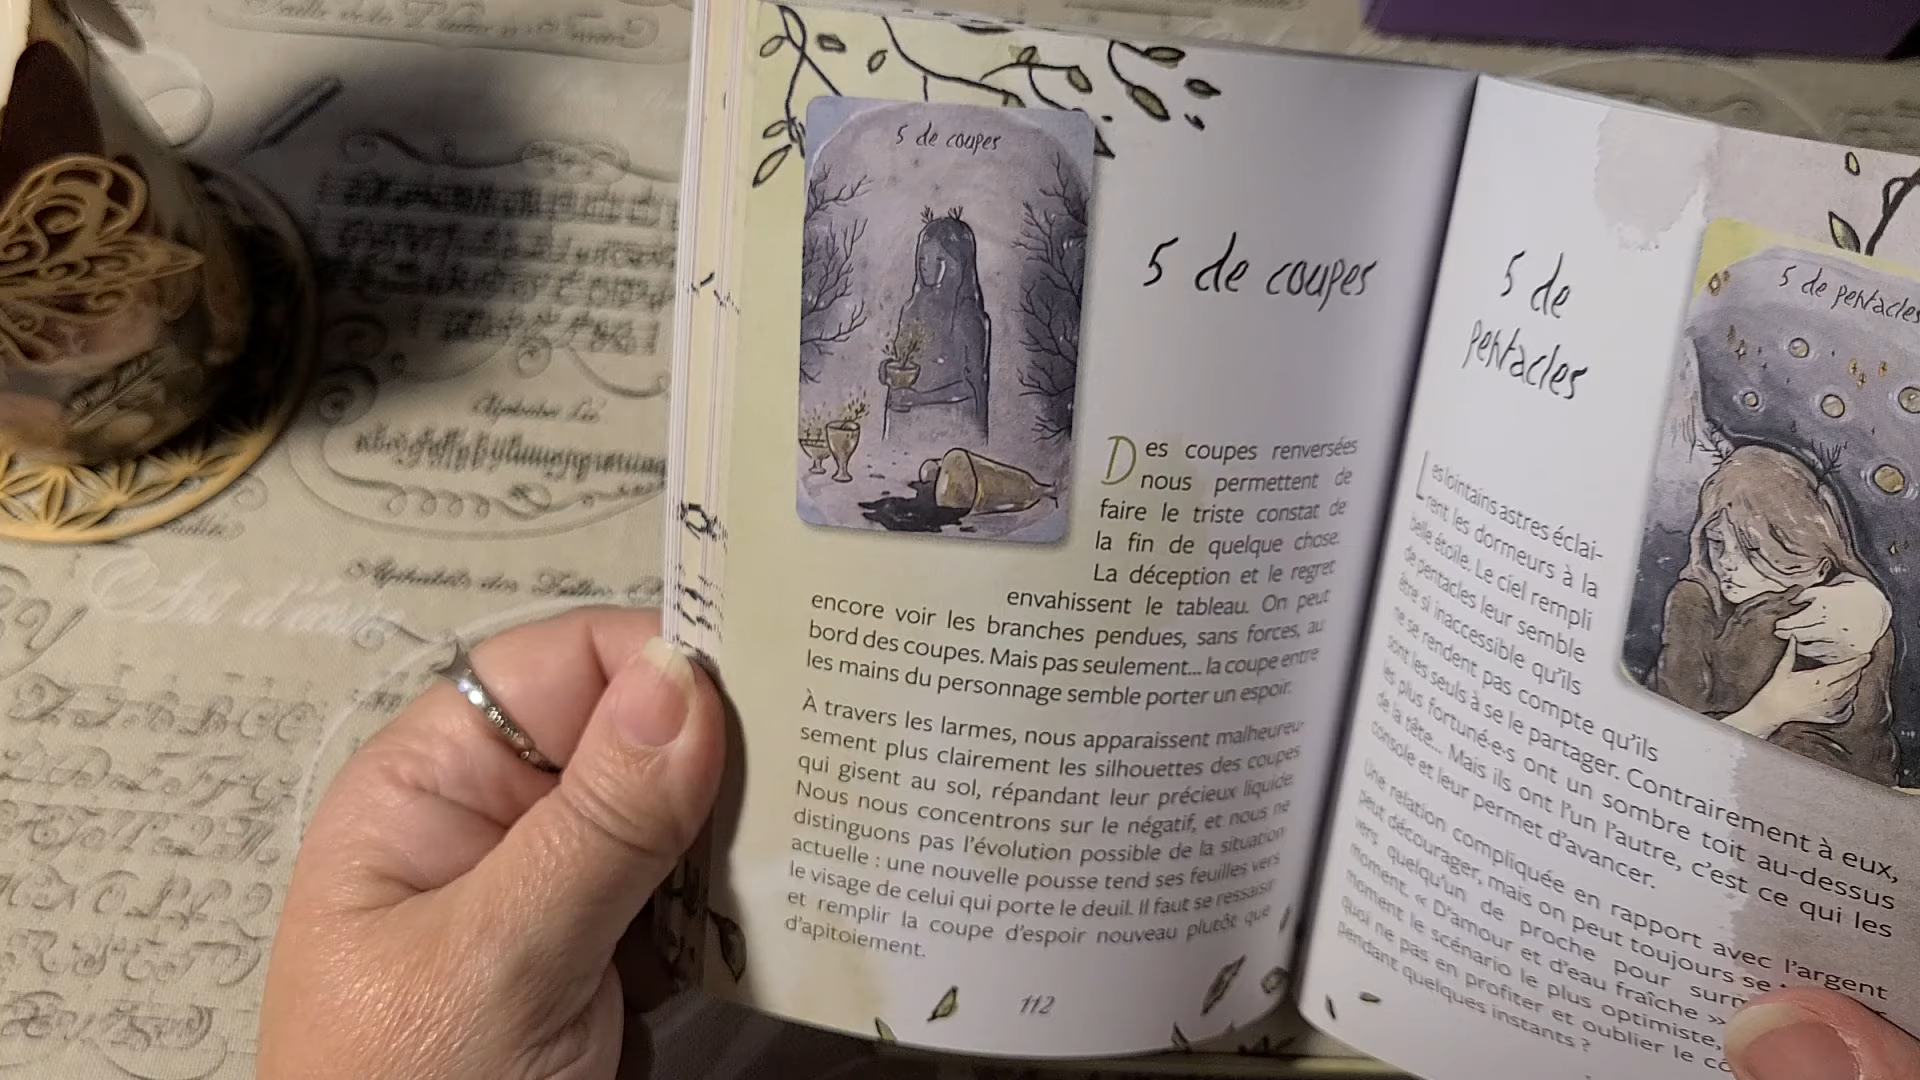 5 de coupes
5 de coupes
Des coupes renversées
nous permettent de
faire le triste constat de
la fin de quelque chose.
La déception et le regret
envahissent le tableau. On peut
encore voir les branches pendues, sans forces, au
bord des coupes. Mais pas seulement... la coupe entre
les mains du personnage semble porter un espoir.
À travers les larmes, nous apparaissent malheureu-
sement plus clairement les silhouettes des coupes
qui gisent au sol, répandant leur précieux liquide.
Nous nous concentrons sur le négatif, et nous ne
distinguons pas l'évolution possible de la situation
actuelle : une nouvelle pousse tend ses feuilles vers
le visage de celui qui porte le deuil. Il faut se ressaisir
et remplir la coupe d'espoir nouveau plutôt que
d'apitoiement.
112
5 de
pentacles
5 de pentacles
Les lointains astres éclai-
rent les dormeurs à la
belle étoile. Le ciel rempli
de pentacles leur semble
être si inaccessible qu'ils
ne se rendent pas compte qu'ils
sont les seuls à se le partager. Contrairement à eux,
les plus fortuné·e·s ont un sombre toit au-dessus
de la tête... Mais ils ont l'un l'autre, c'est ce qui les
console et leur permet d'avancer.
Une relation compliquée en rapport avec l'argent
peut décourager, mais on peut toujours se
vers quelqu'un de proche pour
moment. « D'amour et d'eau fraîche »
moment le scénario le plus optimiste,
quoi ne pas en profiter et oublier le
pendant quelques instants ?
Alphabets des